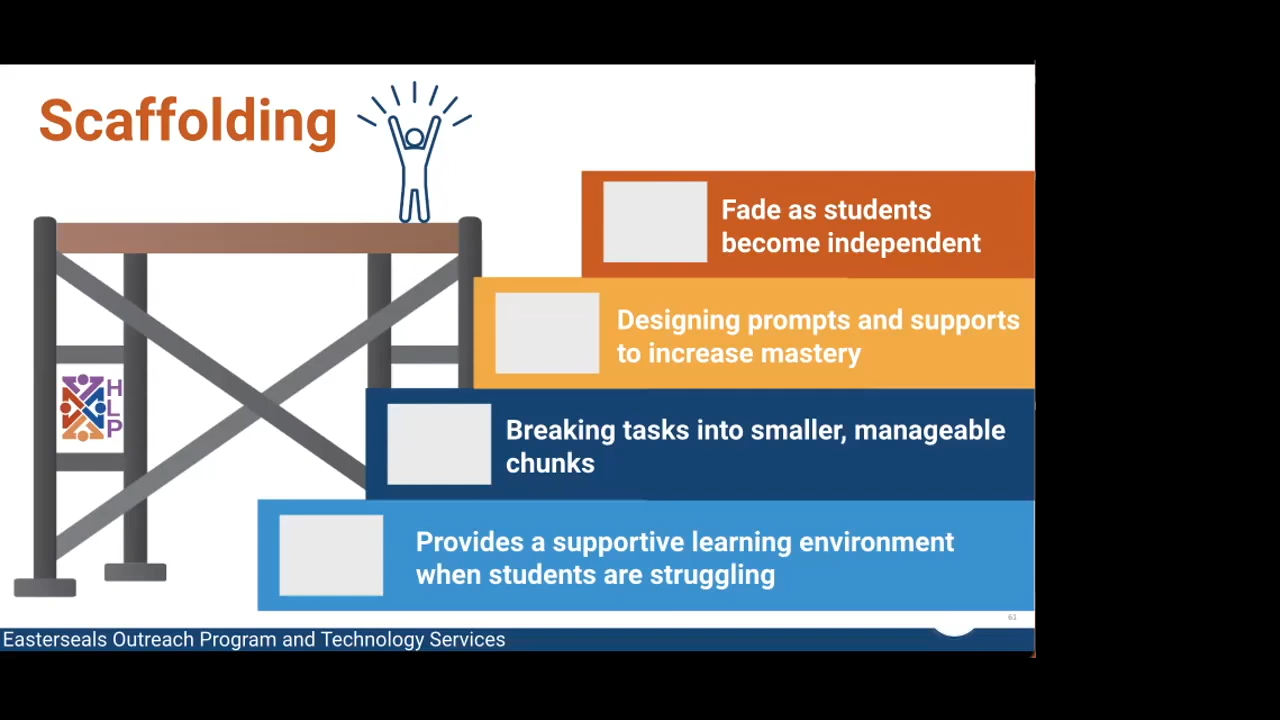 Scaffolding
Fade as students
become independent
Designing prompts and supports
to increase mastery
H
L
P
Breaking tasks into smaller, manageable
chunks
Provides a supportive learning environment
when students are struggling
61
Easterseals Outreach Program and Technology Services